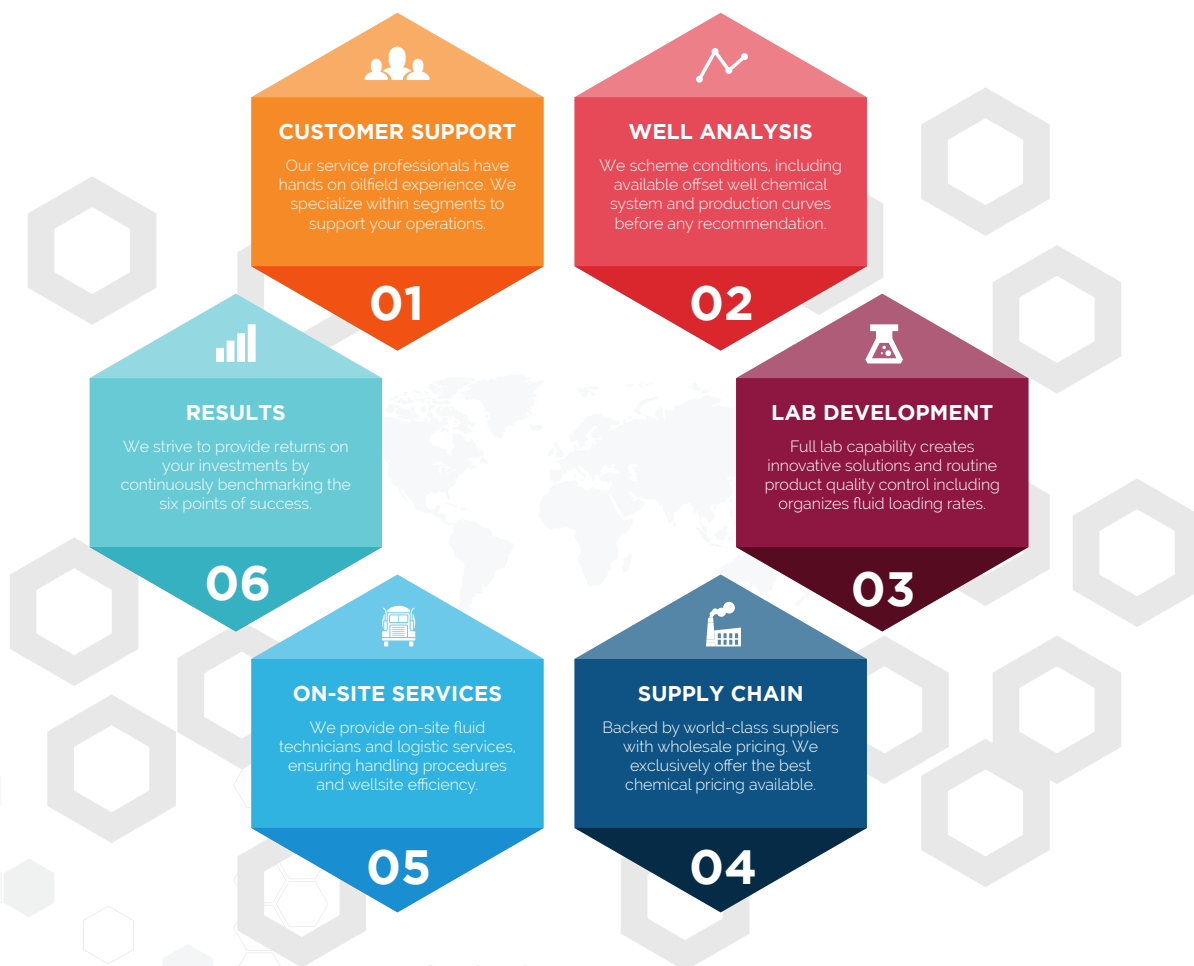 CUSTOMER SUPPORT
Our service professionals have
hands on oilfield experience. We
specialize within segments to
support your operations.
01
WELL ANALYSIS
We scheme conditions, including
available offset well chemical
system and production curves
before any recommendation.
02
LAB DEVELOPMENT
Full lab capability creates
innovative solutions and routine
product quality control including
organizes fluid loading rates.
03
SUPPLY CHAIN
Backed by world-class suppliers
with wholesale pricing. We
exclusively offer the best
chemical pricing available.
04
ON-SITE SERVICES
We provide on-site fluid
technicians and logistic services,
ensuring handling procedures
and wellsite efficiency.
05
RESULTS
We strive to provide returns on
your investments by
continuously benchmarking the
six points of success.
06